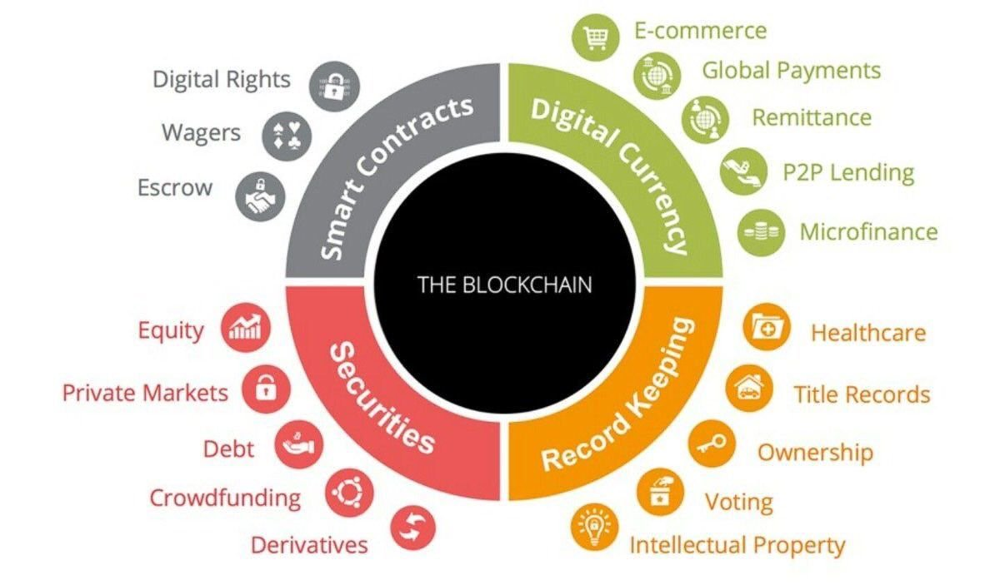 E-commerce
Global Payments
Remittance
P2P Lending
Microfinance
Digital Rights
Wagers
Escrow
Smart Contracts
Digital Currency
THE BLOCKCHAIN
Securities
Record Keeping
Equity
Private Markets
Debt
Crowdfunding
Derivatives
Healthcare
Title Records
Ownership
Voting
Intellectual Property